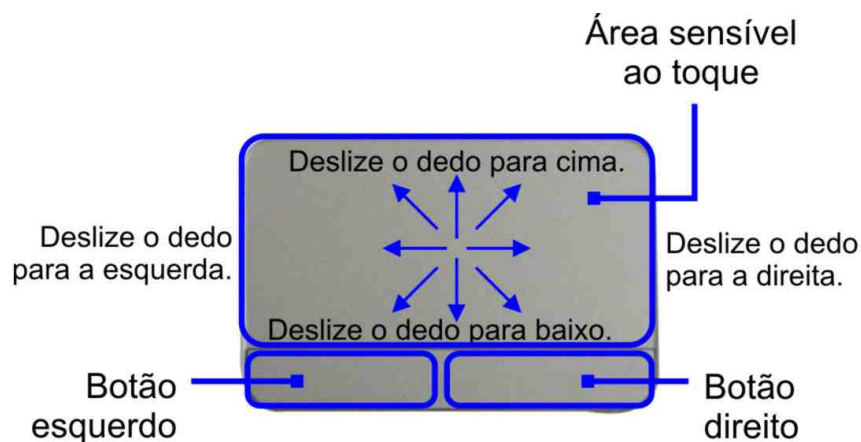 Área sensível
ao toque
Deslize o dedo para cima.
Deslize o dedo
para a esquerda.
Deslize o dedo
para a direita.
Deslize o dedo para baixo.
Botão
esquerdo
Botão
direito